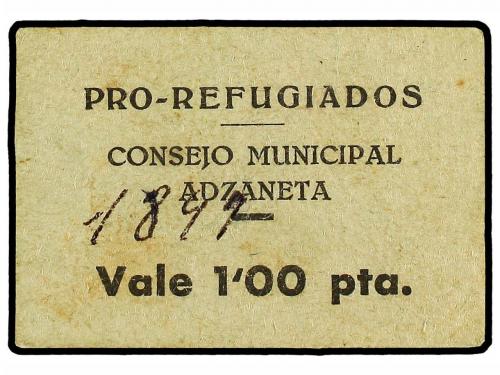 PRO-REFUGIADOS
CONSEJO MUNICIPAL
ADZANETA
1897
Vale 1'00 pta.